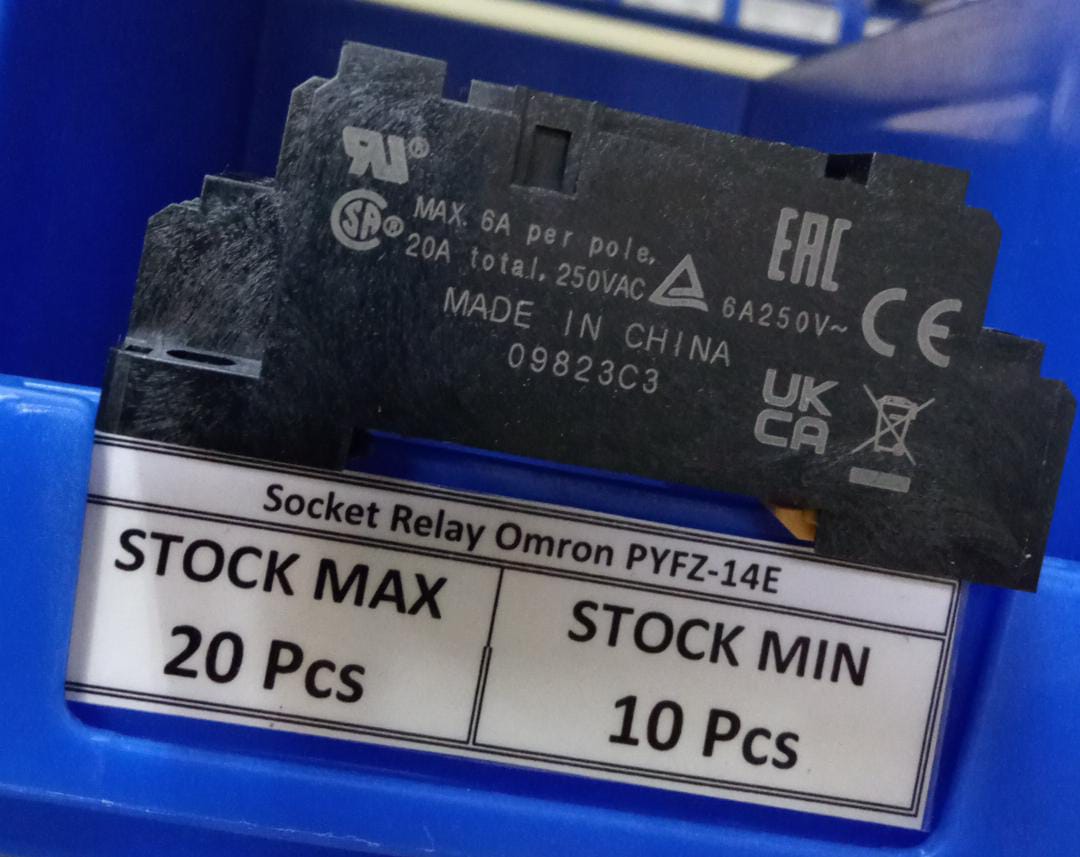 MAX. 6A per pole,
20A total, 250VAC
6A250V~
MADE IN CHINA
09823C3
EAC
CE
UK
CA
Socket Relay Omron PYFZ-14E
STOCK MAX
20 Pcs
STOCK MIN
10 Pcs